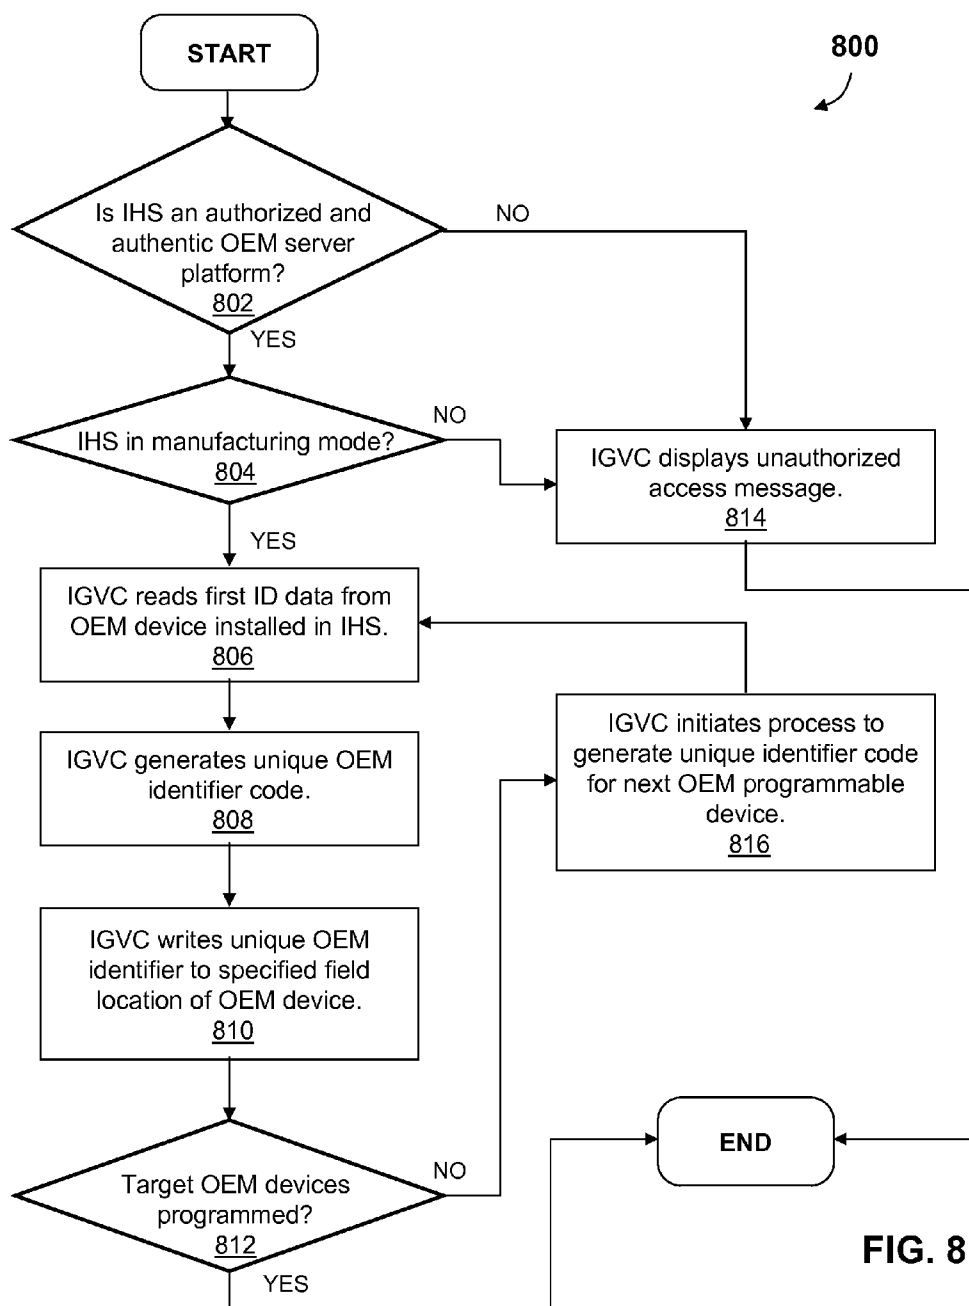 START
800
Is IHS an authorized and
authentic OEM server
platform?
802
NO
YES
IHS in manufacturing mode?
804
NO
YES
IGVC displays unauthorized
access message.
814
IGVC reads first ID data from
OEM device installed in IHS.
806
IGVC generates unique OEM
identifier code.
808
IGVC initiates process to
generate unique identifier code
for next OEM programmable
device.
816
IGVC writes unique OEM
identifier to specified field
location of OEM device.
810
Target OEM devices
programmed?
812
NO
YES
END
FIG. 8